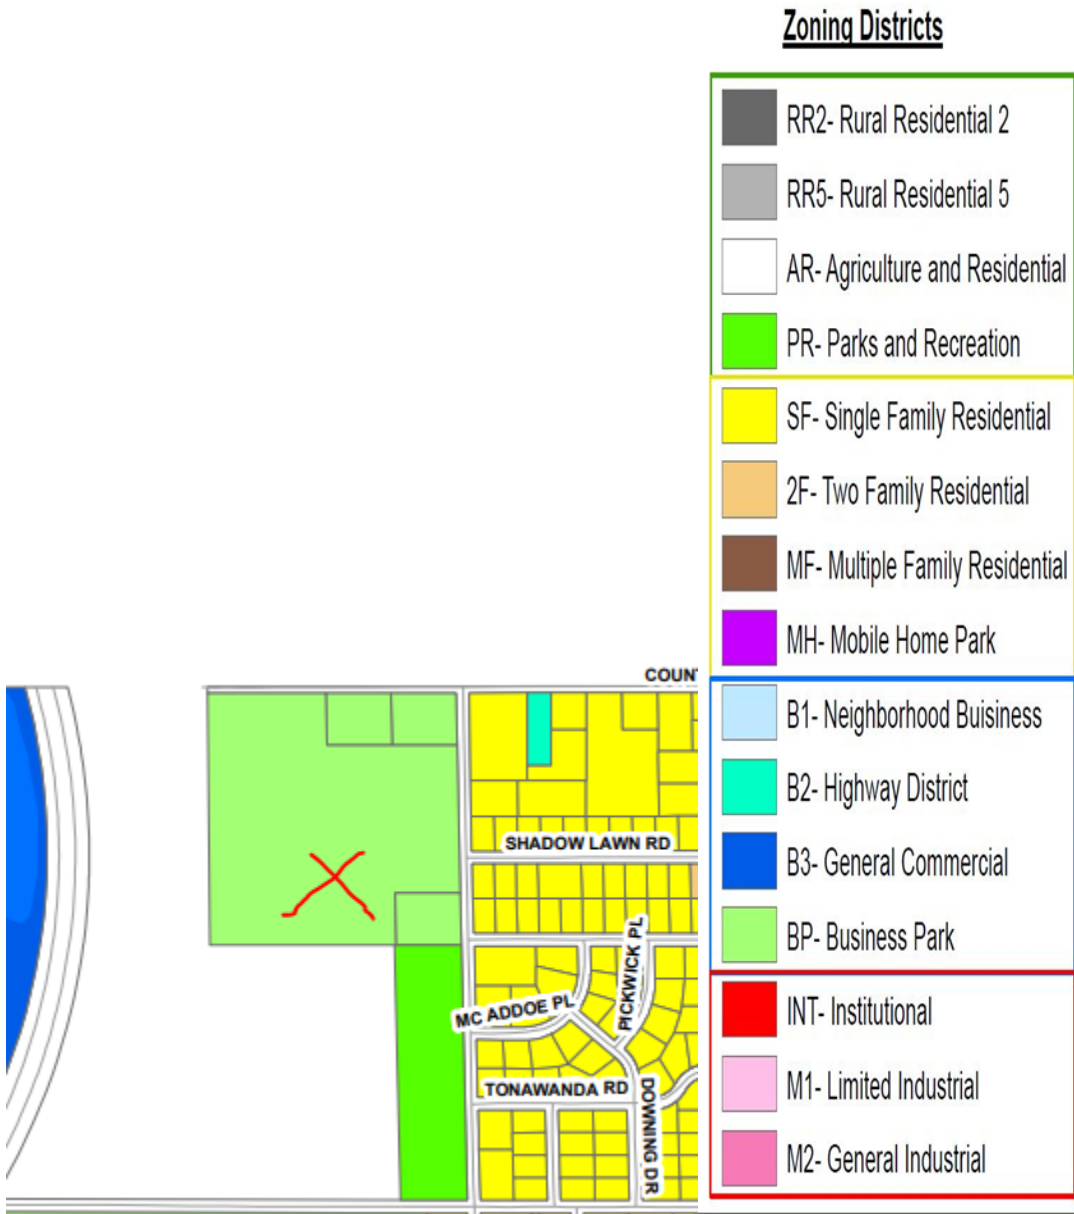 Zoning Districts
RR2- Rural Residential 2
RR5- Rural Residential 5
AR- Agriculture and Residential
PR- Parks and Recreation
SF- Single Family Residential
2F- Two Family Residential
MF- Multiple Family Residential
MH- Mobile Home Park
B1- Neighborhood Buisiness
B2- Highway District
B3- General Commercial
BP- Business Park
INT- Institutional
M1- Limited Industrial
M2- General Industrial
COUN
SHADOW LAWN RD
PICKWICK PL
MC ADDOE PL
TONAWANDA RD
DOWNING DR